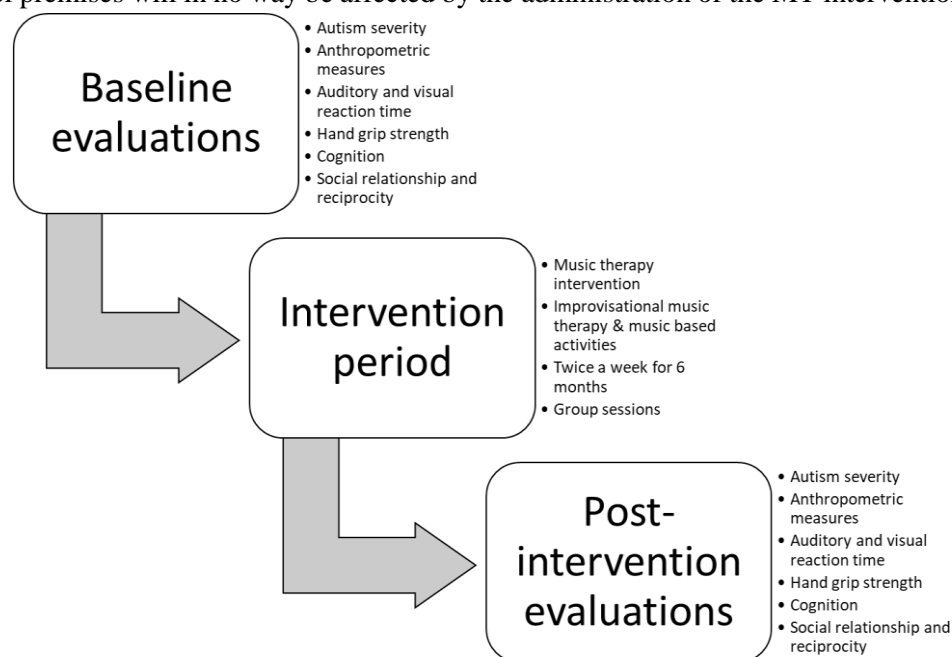 premises will in no way be affected by the administration of the MT intervention
Baseline
evaluations
• Autism severity
• Anthropometric
measures
• Auditory and visual
reaction time
• Hand grip strength
• Cognition
• Social relationship and
reciprocity
Intervention
period
• Music therapy
intervention
• Improvisational music
therapy & music based
activities
• Twice a week for 6
months
• Group sessions
Post-
intervention
evaluations
• Autism severity
• Anthropometric
measures
• Auditory and visual
reaction time
• Hand grip strength
• Cognition
• Social relationship and
reciprocity